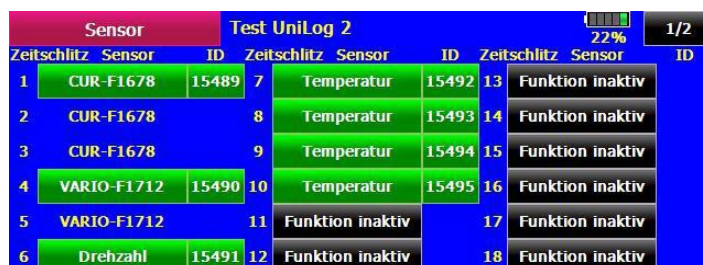 Sensor Test UniLog 2 22% 1/2
Zeitschlitz Sensor ID Zeitschlitz Sensor ID Zeitschlitz Sensor ID
1 CUR-F1678 15489 7 Temperatur 15492 13 Funktion inaktiv
2 CUR-F1678 8 Temperatur 15493 14 Funktion inaktiv
3 CUR-F1678 9 Temperatur 15494 15 Funktion inaktiv
4 VARIO-F1712 15490 10 Temperatur 15495 16 Funktion inaktiv
5 VARIO-F1712 11 Funktion inaktiv 17 Funktion inaktiv
6 Drehzahl 15491 12 Funktion inaktiv 18 Funktion inaktiv